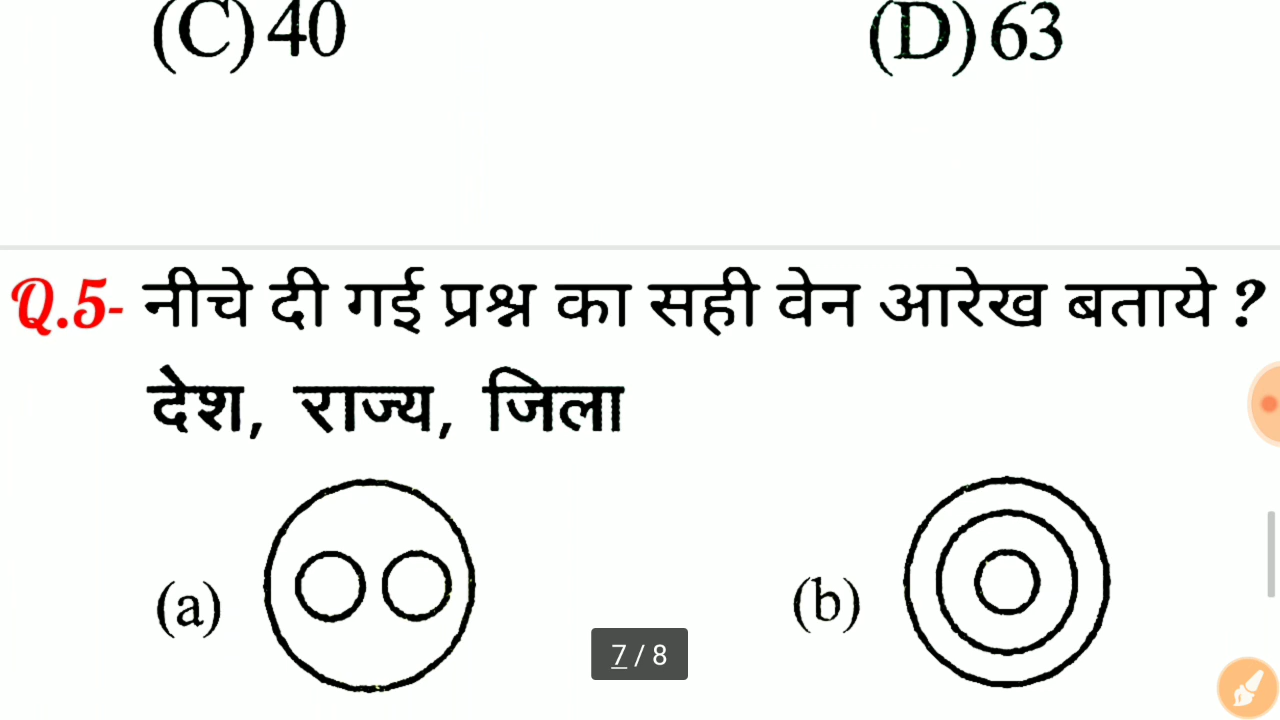 (C) 40 (D) 63
Q.5- नीचे दी गई प्रश्न का सही वेन आरेख बताये ?
देश, राज्य, जिला
(a) (b)
7 / 8